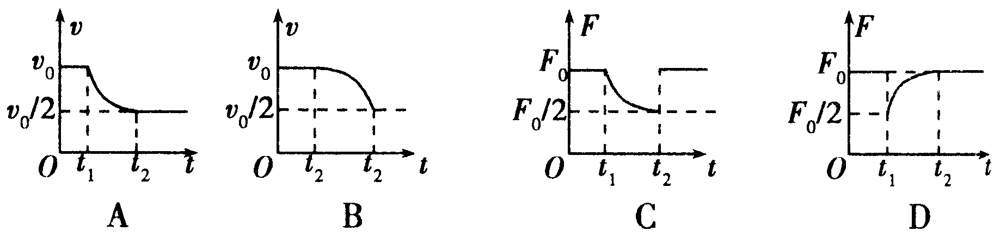 v v F F
v₀ v₀ F₀ F₀
v₀/2 v₀/2 F₀/2 F₀/2
O t₁ t₂ t O t₂ t₂ t O t₁ t₂ t O t₁ t₂ t
A B C D